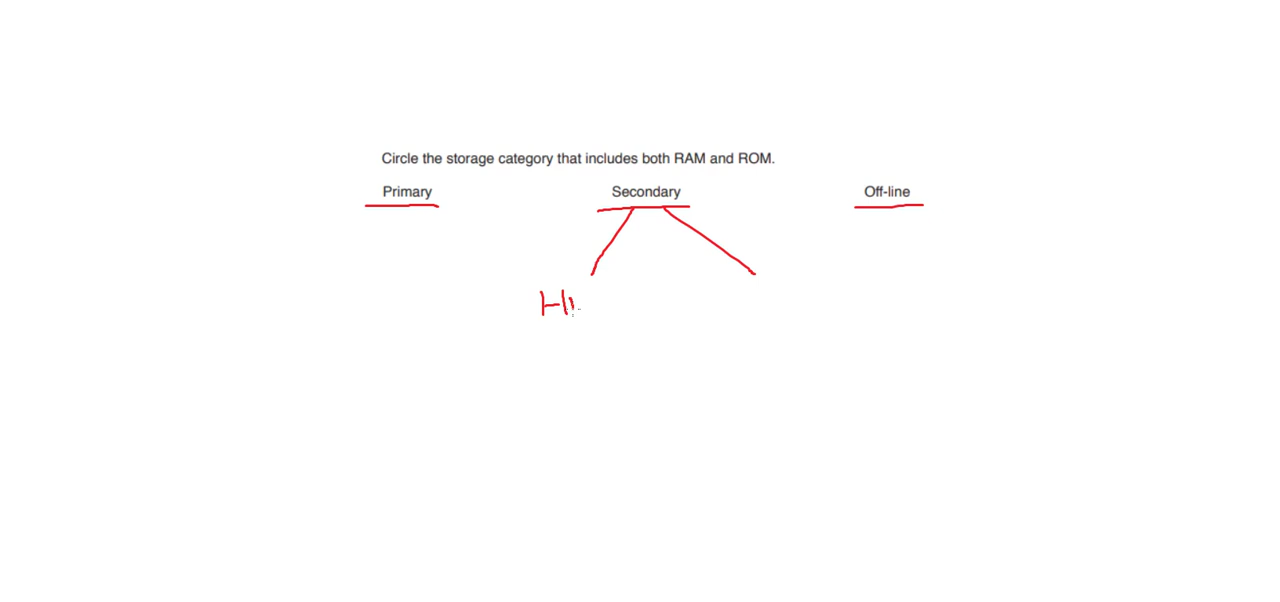 Circle the storage category that includes both RAM and ROM.
Primary Secondary Off-line